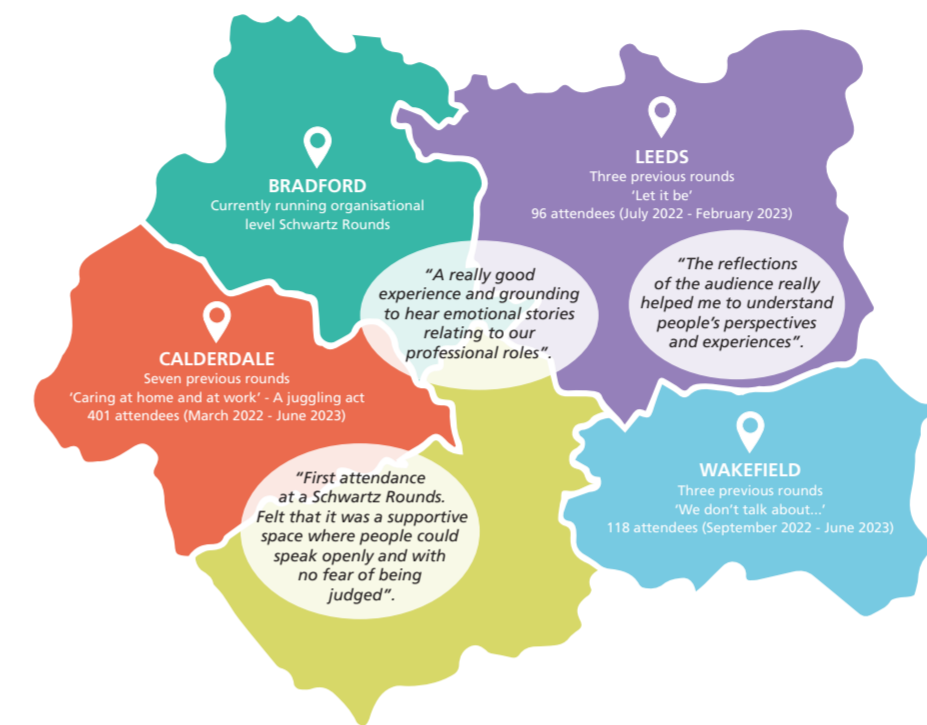 BRADFORD
Currently running organisational
level Schwartz Rounds
LEEDS
Three previous rounds
‘Let it be’
96 attendees (July 2022 - February 2023)
“A really good
experience and grounding
to hear emotional stories
relating to our
professional roles”.
“The reflections
of the audience really
helped me to understand
people’s perspectives
and experiences”.
CALDERDALE
Seven previous rounds
‘Caring at home and at work’ - A juggling act
401 attendees (March 2022 - June 2023)
WAKEFIELD
Three previous rounds
‘We don’t talk about...’
118 attendees (September 2022 - June 2023)
“First attendance
at a Schwartz Rounds.
Felt that it was a supportive
space where people could
speak openly and with
no fear of being
judged”.